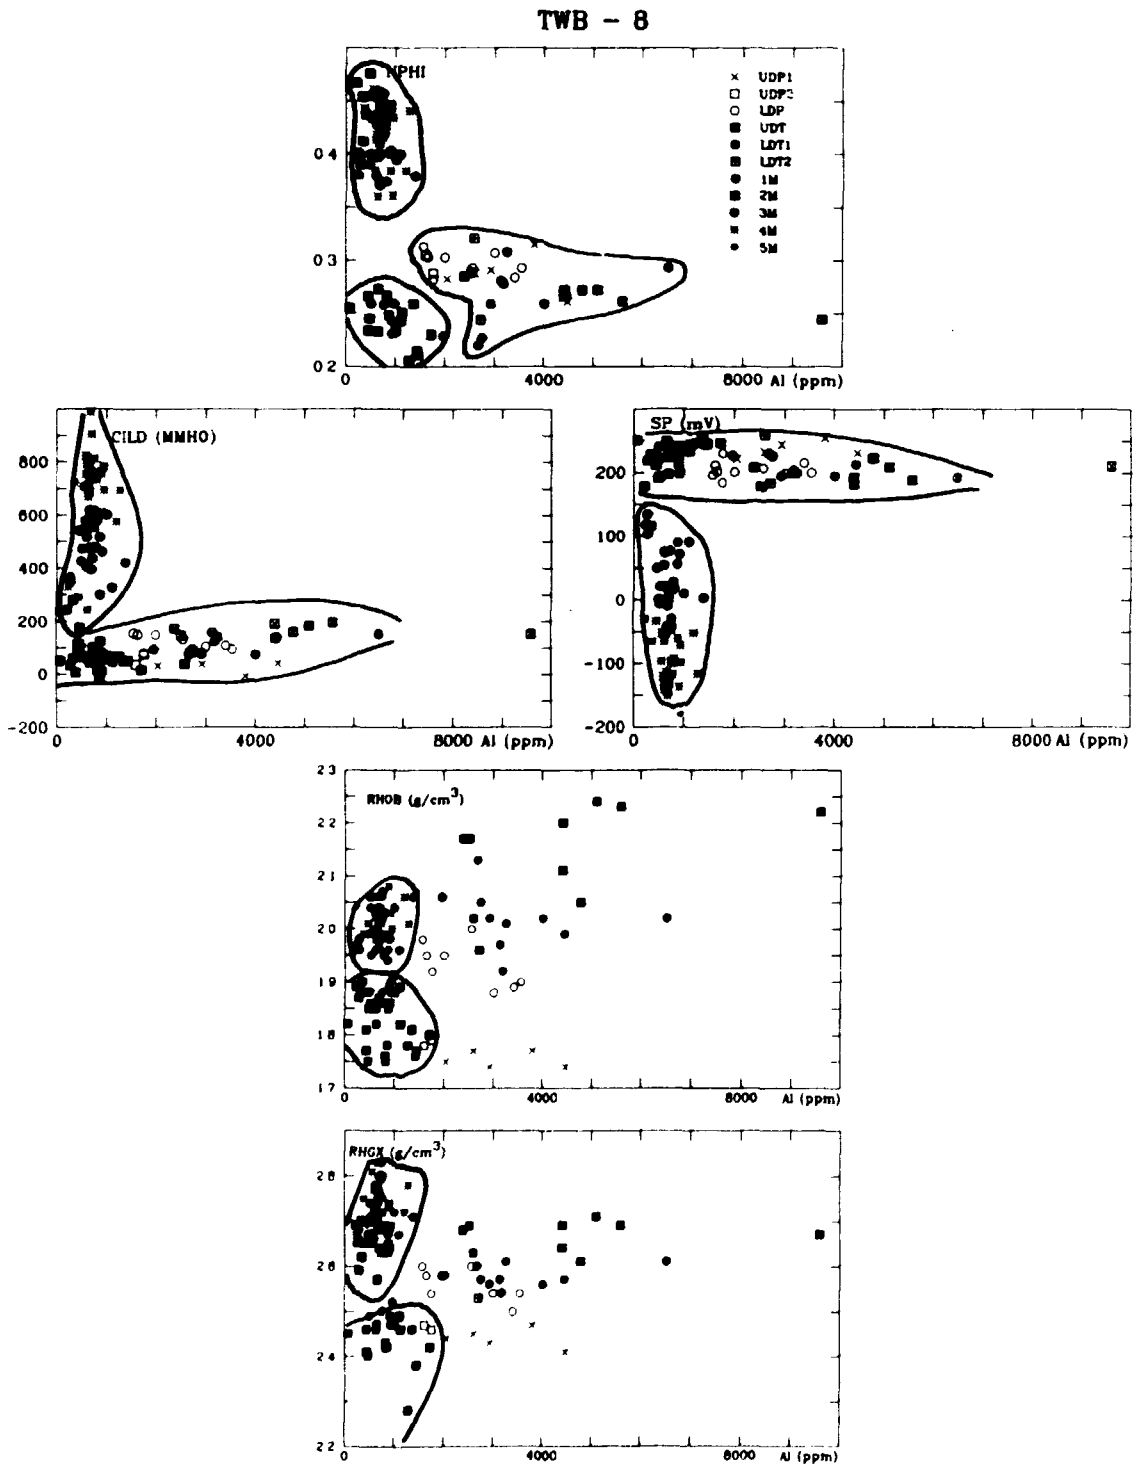 TWB - 8
NPHI
UDP1
UDP3
LDP
UDT
LDT1
LDT2
1M
2M
3M
4M
5M
0 4
0 3
0 2
0 4000 8000 Al (ppm)
CILD (MMHO)
800
600
400
200
0
-200
0 4000 8000 Al (ppm)
SP (mV)
200
100
0
-100
-200
0 4000 8000 Al (ppm)
RHOB (g/cm³)
2 3
2 2
2 1
2 0
1 9
1 8
1 7
0 4000 8000 Al (ppm)
RHGX (g/cm³)
2 8
2 6
2 4
2 2
0 4000 8000 Al (ppm)